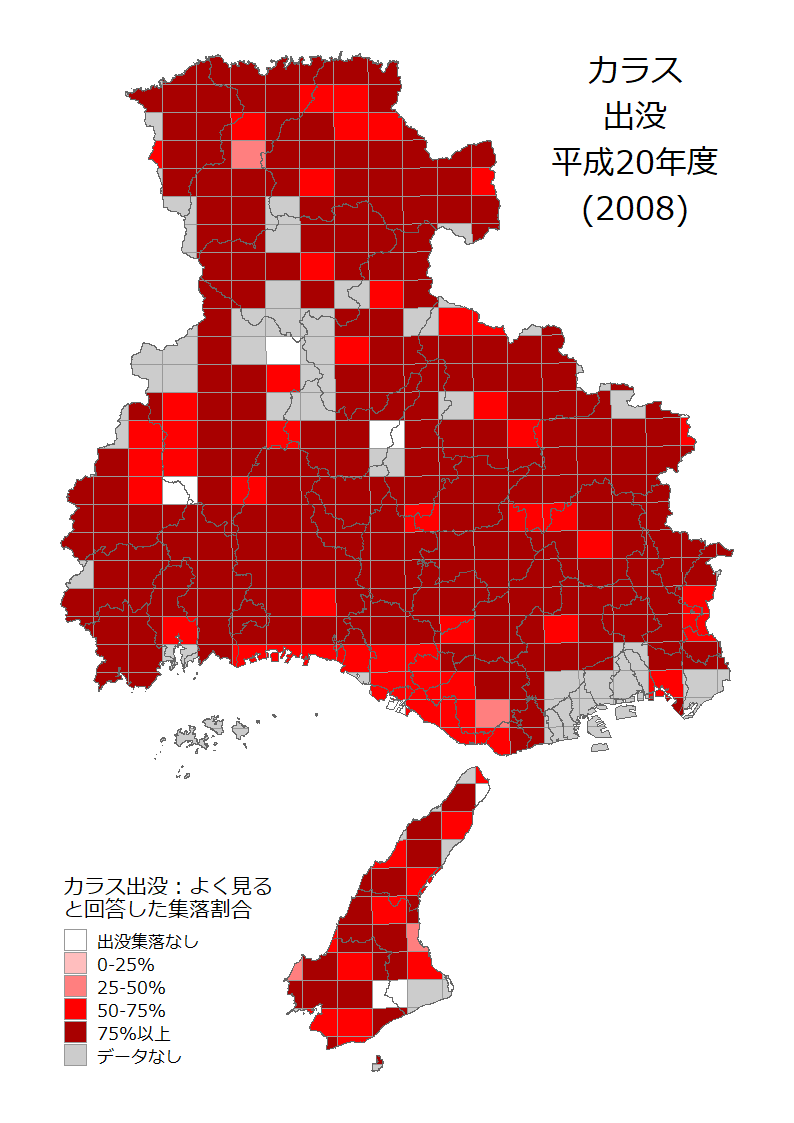 カラス
出没
平成20年度
(2008)
カラス出没：よく見る
と回答した集落割合
出没集落なし
0-25%
25-50%
50-75%
75%以上
データなし